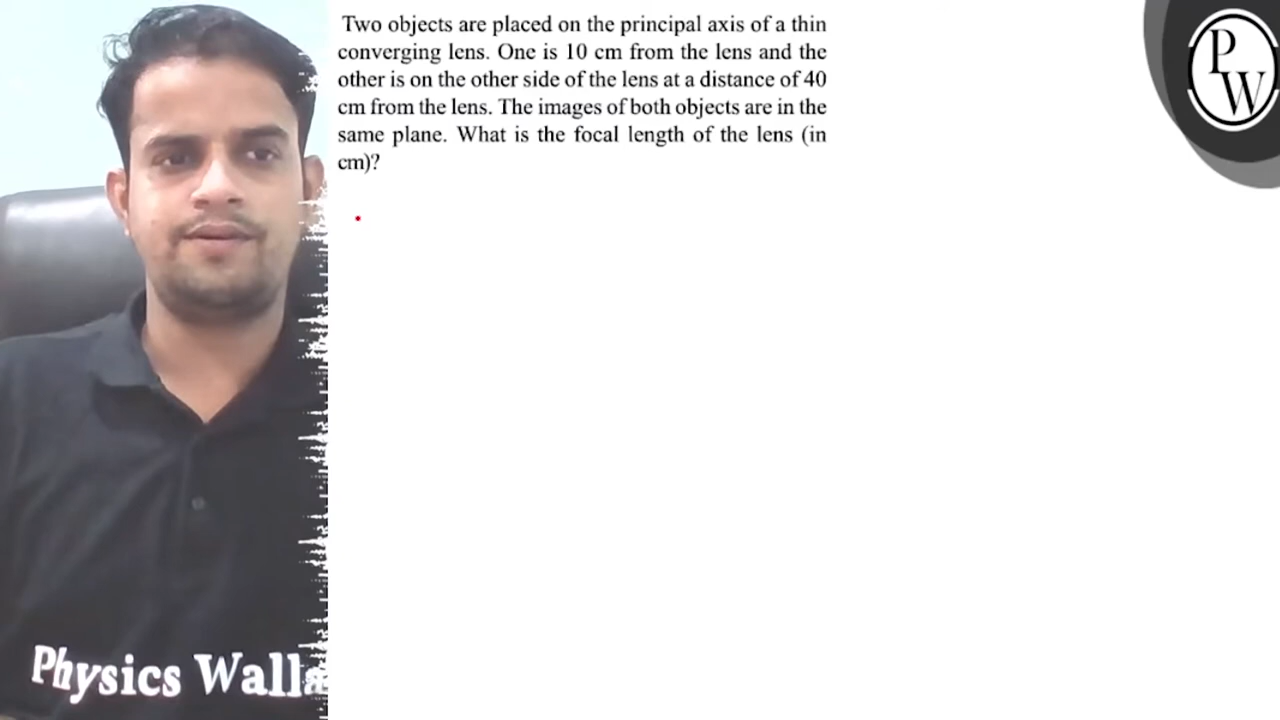 Two objects are placed on the principal axis of a thin
converging lens. One is 10 cm from the lens and the
other is on the other side of the lens at a distance of 40
cm from the lens. The images of both objects are in the
same plane. What is the focal length of the lens (in
cm)?
P
W
Physics Walla